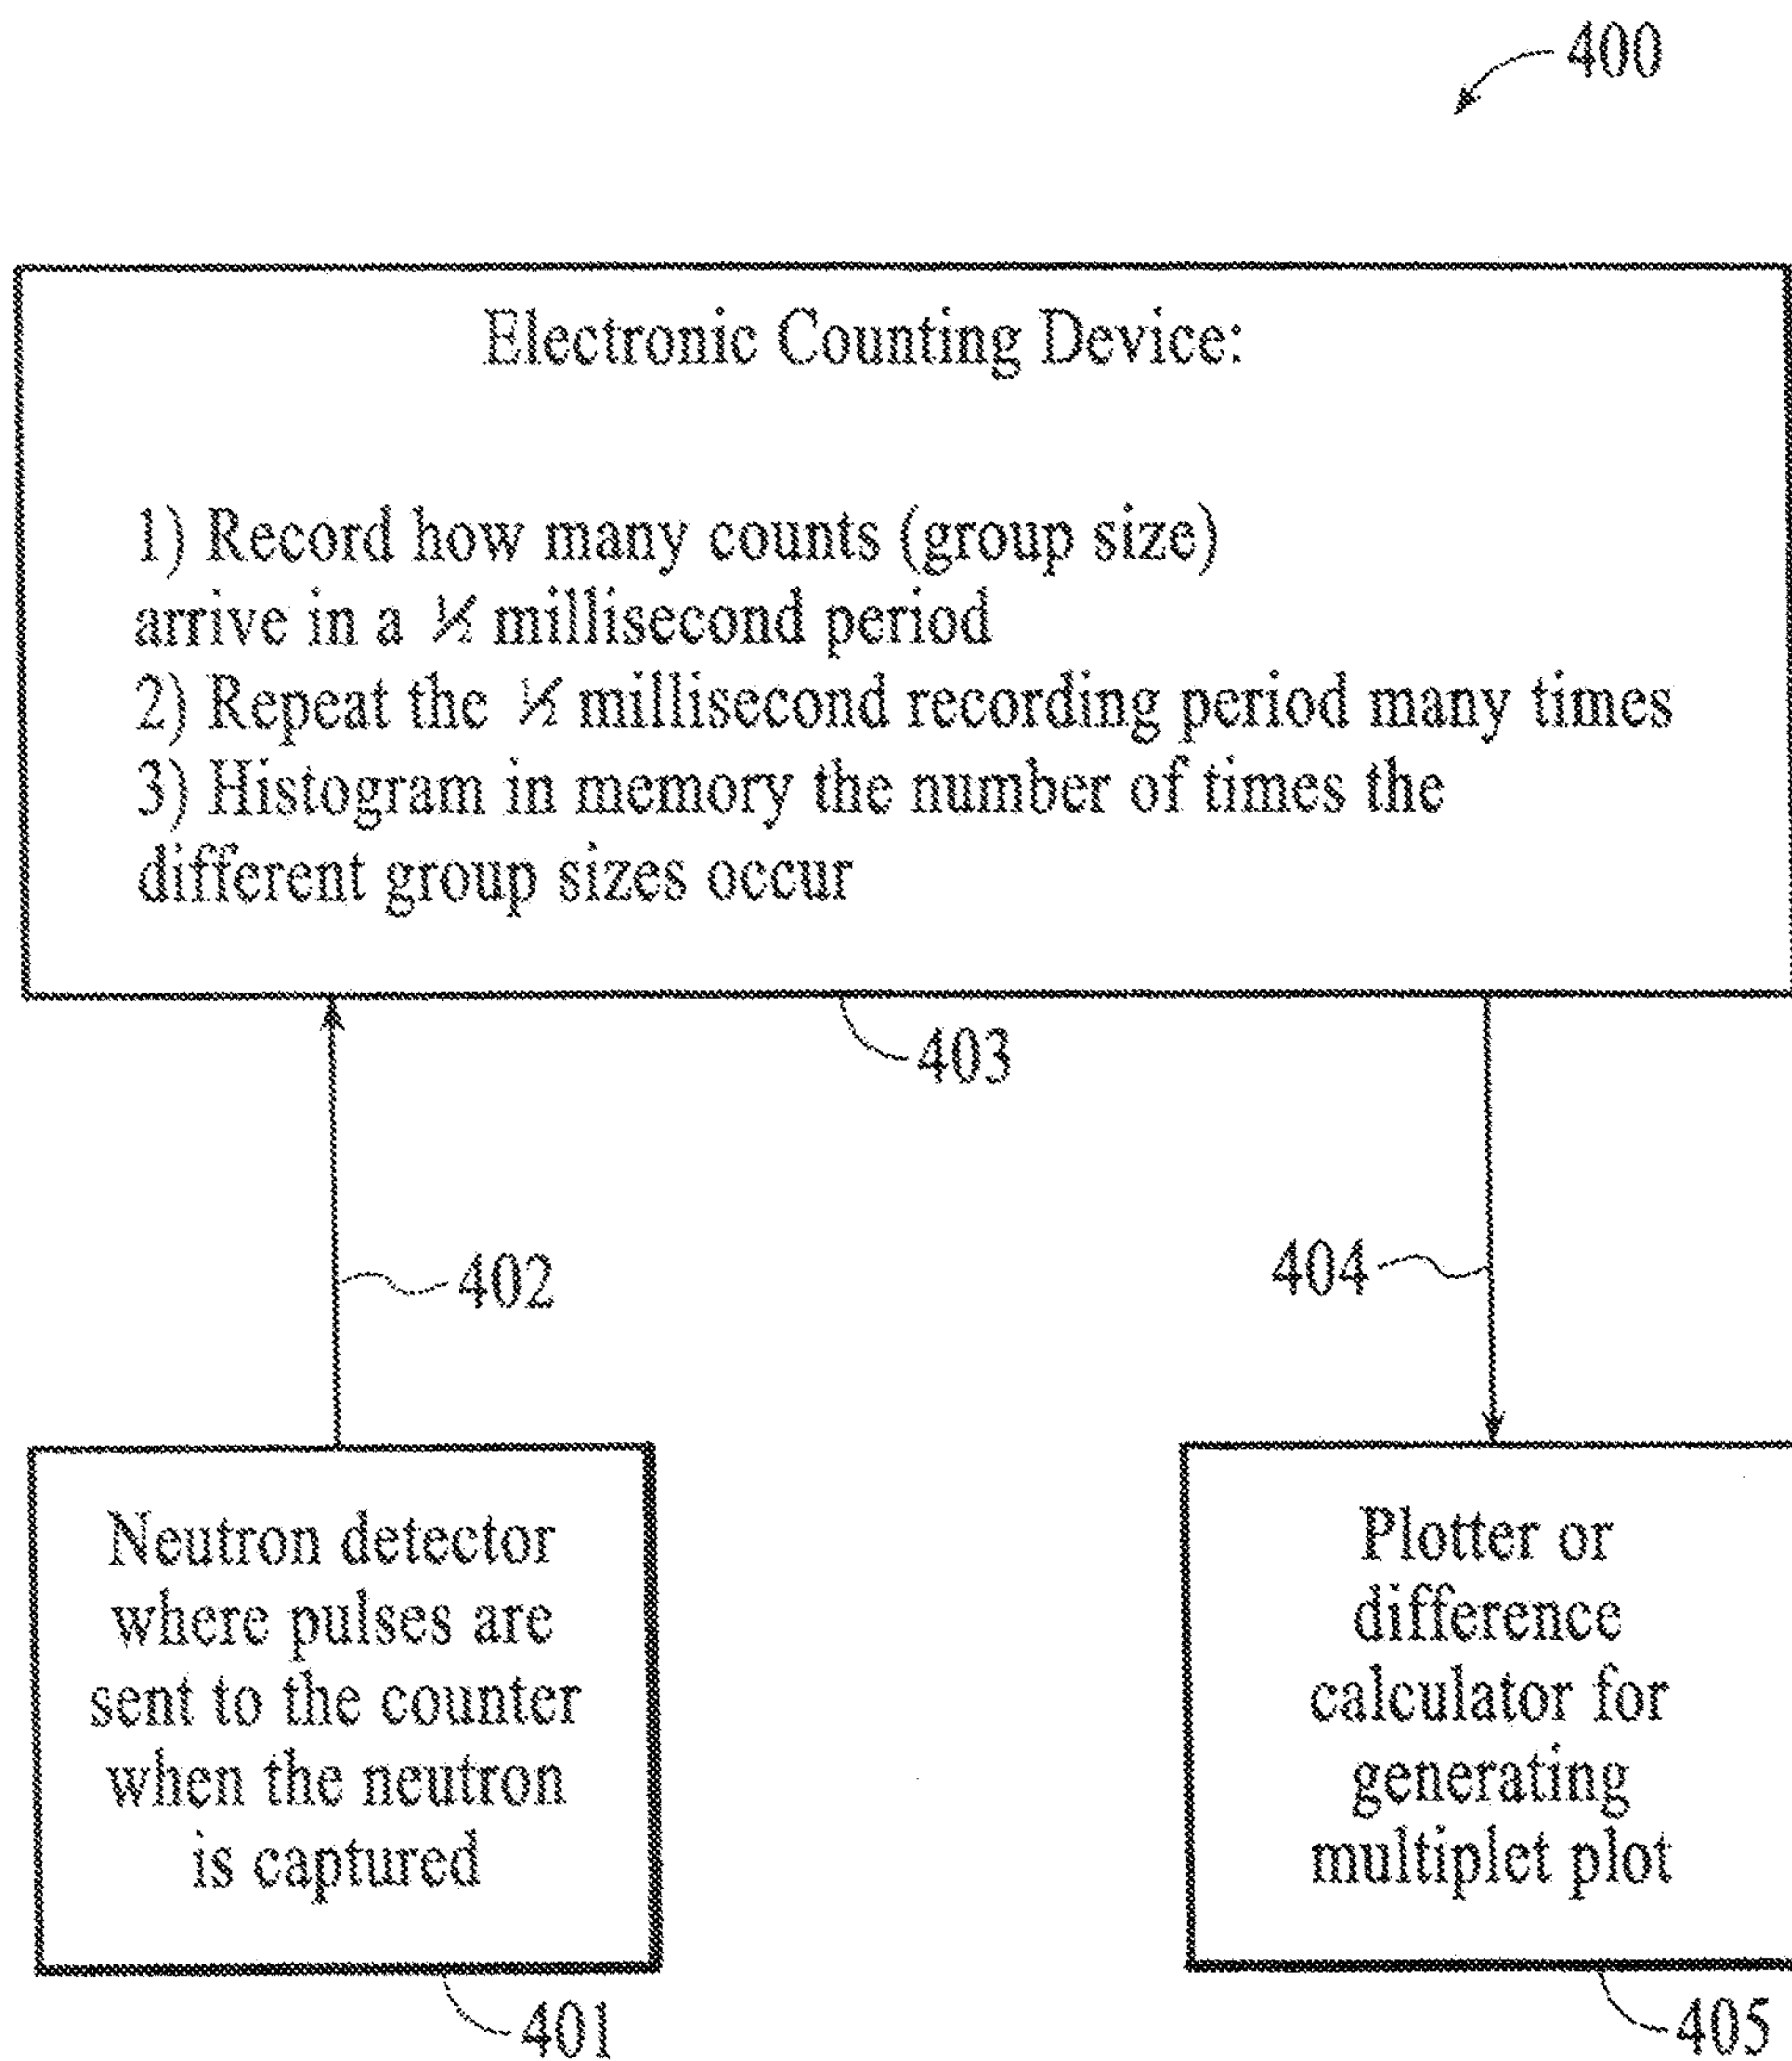 400
Electronic Counting Device:
1) Record how many counts (group size)
arrive in a ½ millisecond period
2) Repeat the ½ millisecond recording period many times
3) Histogram in memory the number of times the
different group sizes occur
403
402
404
Neutron detector
where pulses are
sent to the counter
when the neutron
is captured
401
Plotter or
difference
calculator for
generating
multiplet plot
405